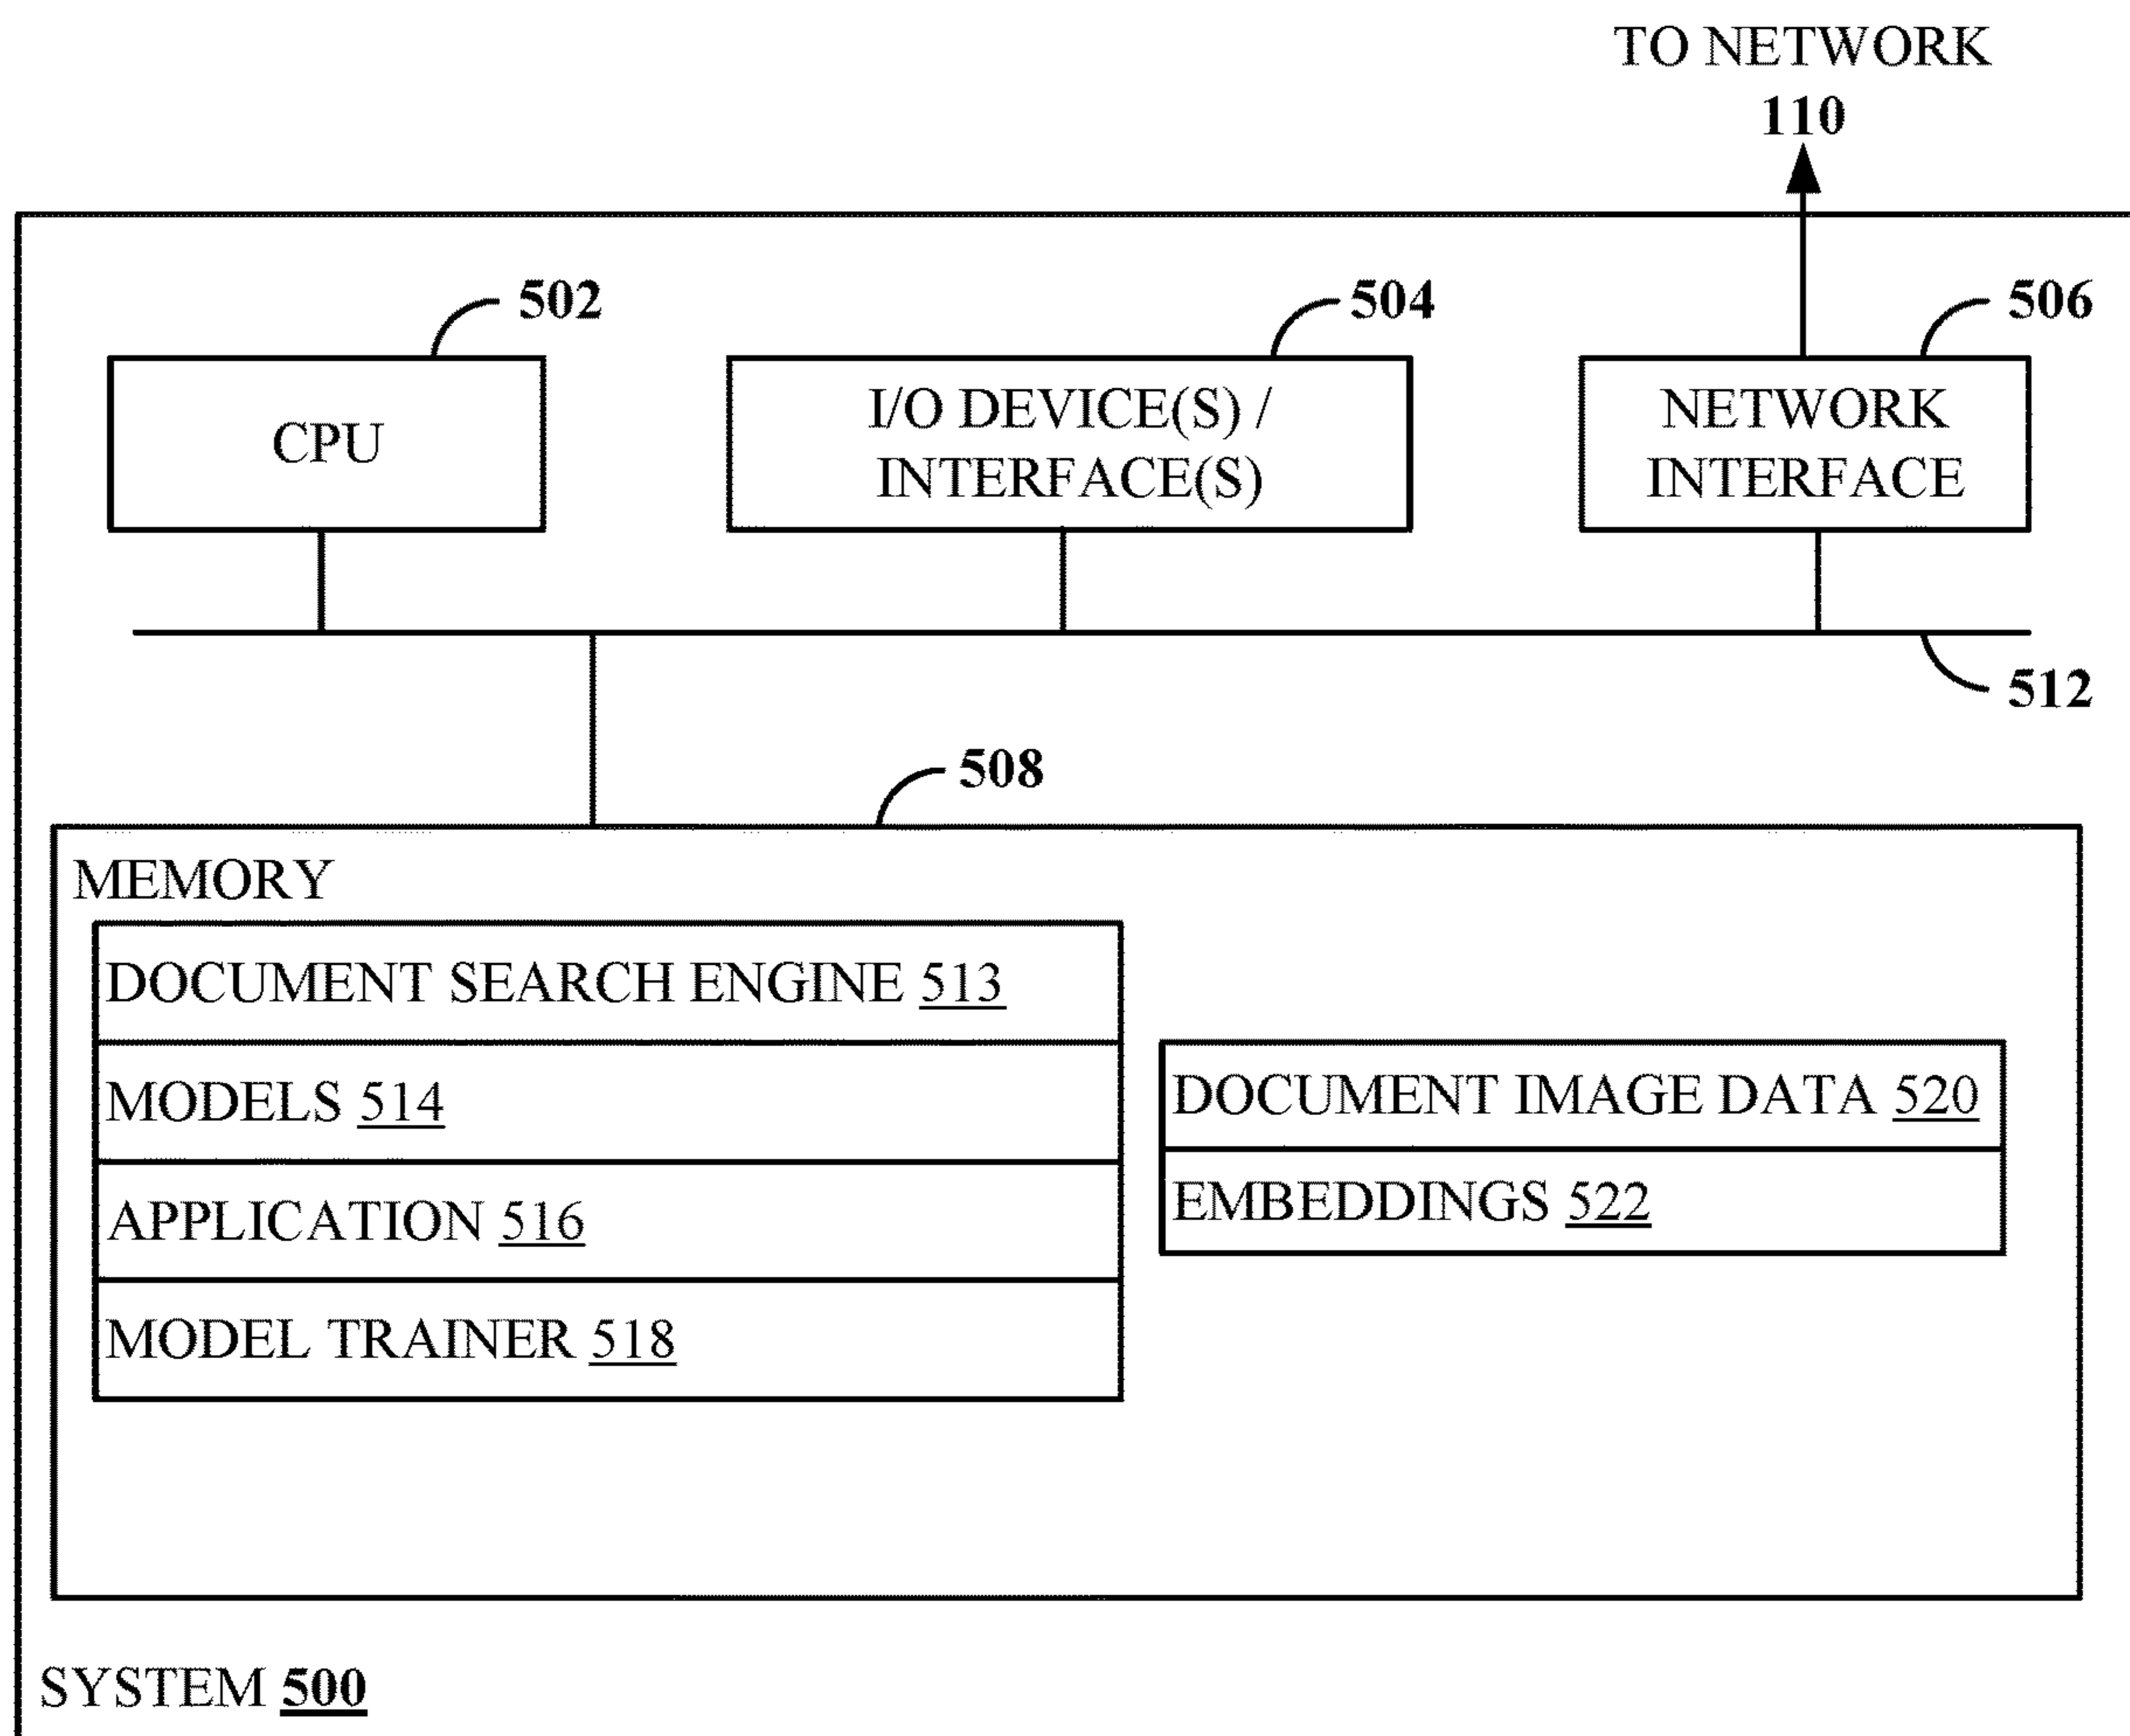 TO NETWORK
110
502
504
506
CPU
I/O DEVICE(S) /
INTERFACE(S)
NETWORK
INTERFACE
512
508
MEMORY
DOCUMENT SEARCH ENGINE 513
MODELS 514
APPLICATION 516
MODEL TRAINER 518
DOCUMENT IMAGE DATA 520
EMBEDDINGS 522
SYSTEM 500